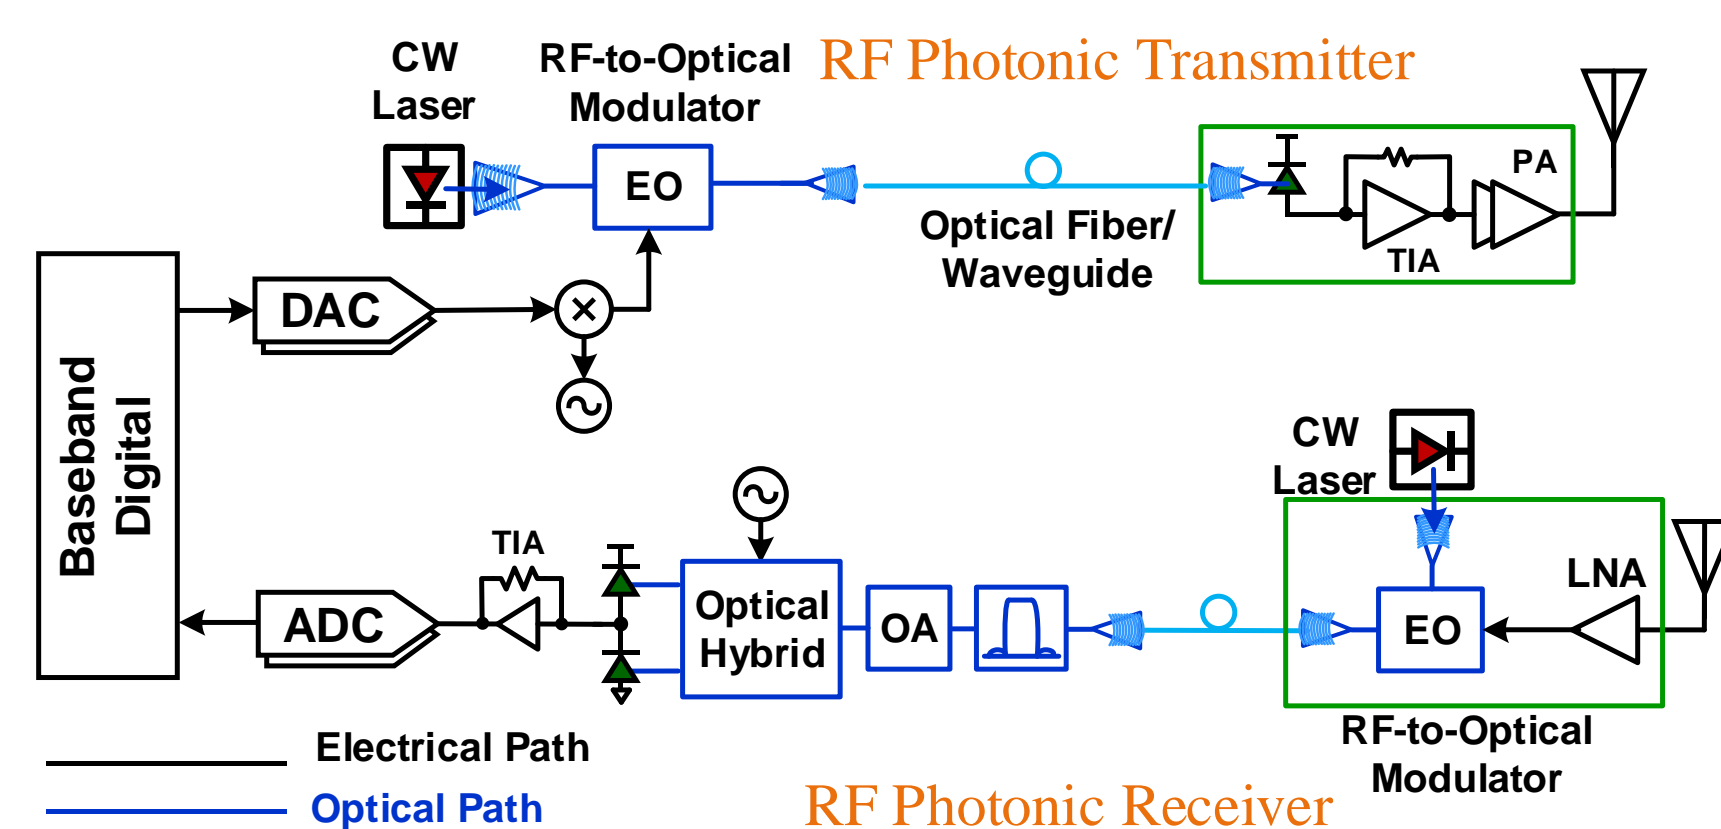 CW
Laser
RF-to-Optical
Modulator
RF Photonic Transmitter
EO
Optical Fiber/
Waveguide
TIA
PA
Baseband
Digital
DAC
CW
Laser
TIA
ADC
Optical
Hybrid
OA
EO
LNA
RF-to-Optical
Modulator
Electrical Path
Optical Path
RF Photonic Receiver